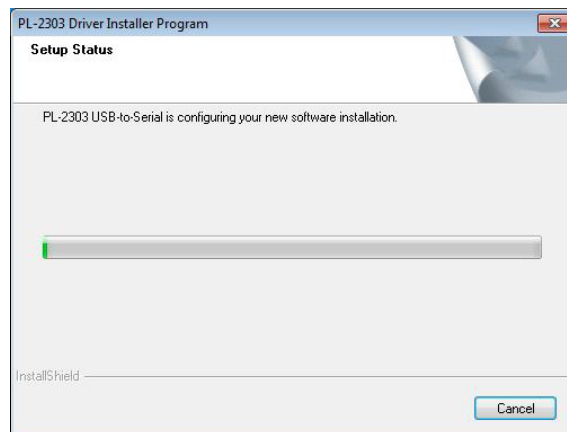 PL-2303 Driver Installer Program
Setup Status
PL-2303 USB-to-Serial is configuring your new software installation.
InstallShield
Cancel